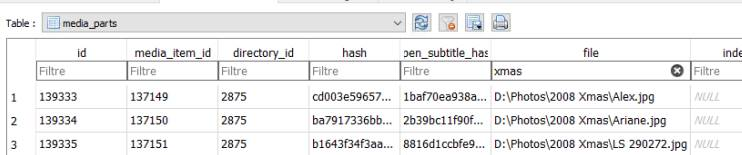 Table : media_parts
id media_item_id directory_id hash pen_subtitle_has file inde
Filtre Filtre Filtre Filtre Filtre xmas Filtre
1 139333 137149 2875 cd003e59657... 1baf70ea938a... D:\Photos\2008 Xmas\Alex.jpg NULL
2 139334 137150 2875 ba7917336bb... 2b39bc11f90f... D:\Photos\2008 Xmas\Ariane.jpg NULL
3 139335 137151 2875 b1643f34f3aa... 8816d1ccbfe9... D:\Photos\2008 Xmas\LS 290272.jpg NULL